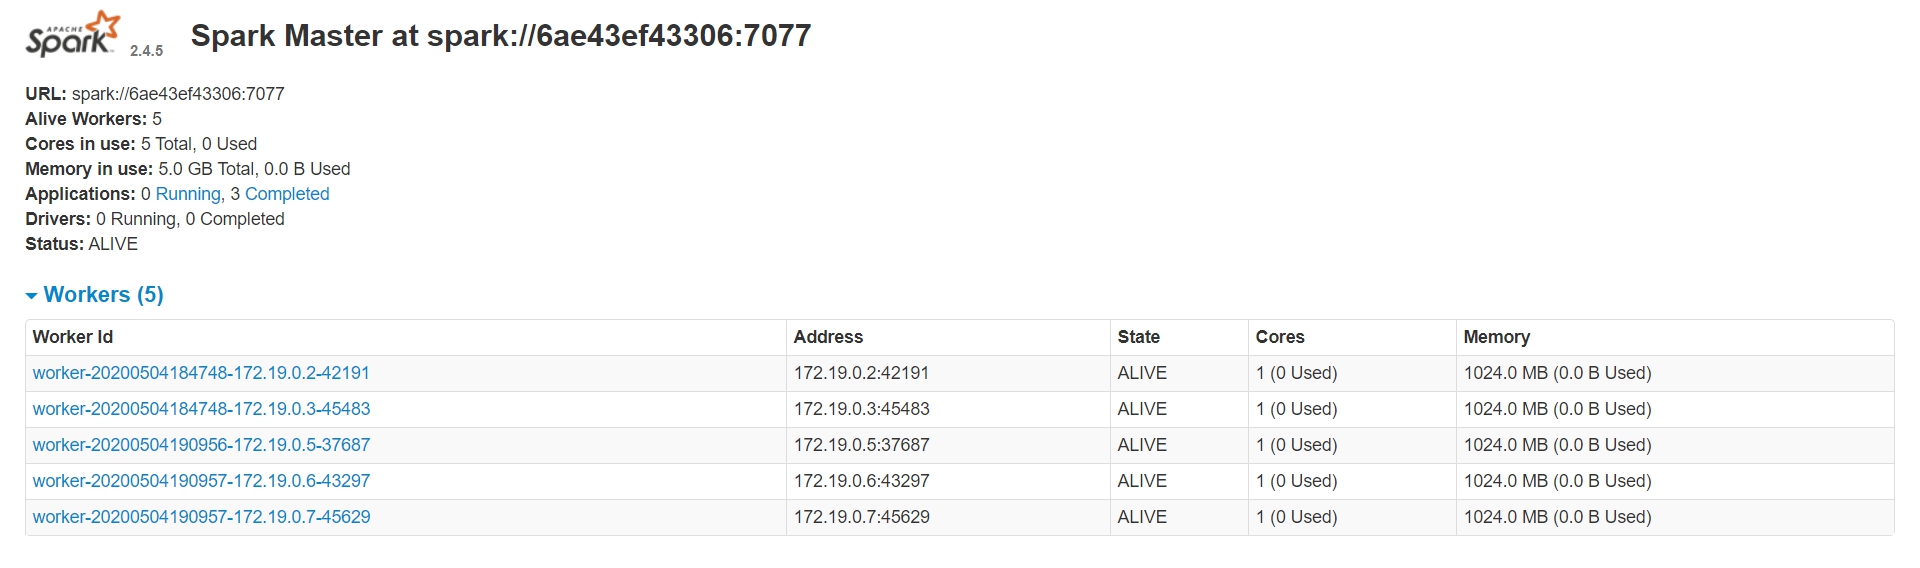 APACHE Spark 2.4.5 Spark Master at spark://6ae43ef43306:7077
URL: spark://6ae43ef43306:7077
Alive Workers: 5
Cores in use: 5 Total, 0 Used
Memory in use: 5.0 GB Total, 0.0 B Used
Applications: 0 Running, 3 Completed
Drivers: 0 Running, 0 Completed
Status: ALIVE
Workers (5)
Worker Id Address State Cores Memory
worker-20200504184748-172.19.0.2-42191 172.19.0.2:42191 ALIVE 1 (0 Used) 1024.0 MB (0.0 B Used)
worker-20200504184748-172.19.0.3-45483 172.19.0.3:45483 ALIVE 1 (0 Used) 1024.0 MB (0.0 B Used)
worker-20200504190956-172.19.0.5-37687 172.19.0.5:37687 ALIVE 1 (0 Used) 1024.0 MB (0.0 B Used)
worker-20200504190957-172.19.0.6-43297 172.19.0.6:43297 ALIVE 1 (0 Used) 1024.0 MB (0.0 B Used)
worker-20200504190957-172.19.0.7-45629 172.19.0.7:45629 ALIVE 1 (0 Used) 1024.0 MB (0.0 B Used)